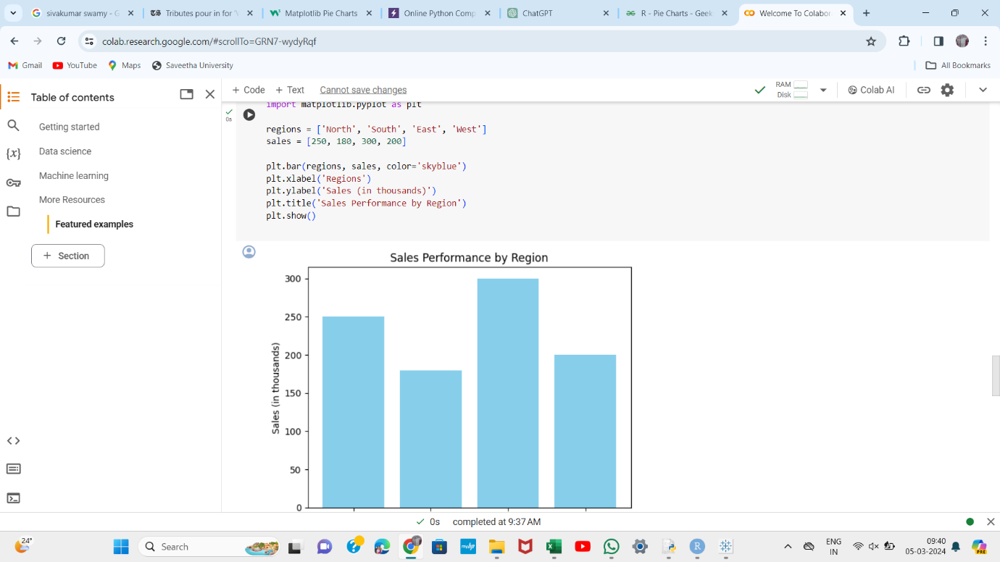 sivakumar swamy - G
Tributes pour in for
Matplotlib Pie Charts
Online Python Comp
ChatGPT
R - Pie Charts - Geek
Welcome To Colabor
colab.research.google.com/#scrollTo=GRN7-wydyRqf
Gmail
YouTube
Maps
Saveetha University
All Bookmarks
Table of contents
Getting started
Data science
Machine learning
More Resources
Featured examples
+ Section
+ Code + Text Cannot save changes
RAM
Disk
Colab AI
0s
import matplotlib.pyplot as plt
regions = ['North', 'South', 'East', 'West']
sales = [250, 180, 300, 200]
plt.bar(regions, sales, color='skyblue')
plt.xlabel('Regions')
plt.ylabel('Sales (in thousands)')
plt.title('Sales Performance by Region')
plt.show()
Sales Performance by Region
Sales (in thousands)
300
250
200
150
100
50
0
0s completed at 9:37 AM
24°
Search
ENG
IN
09:40
05-03-2024
PRE